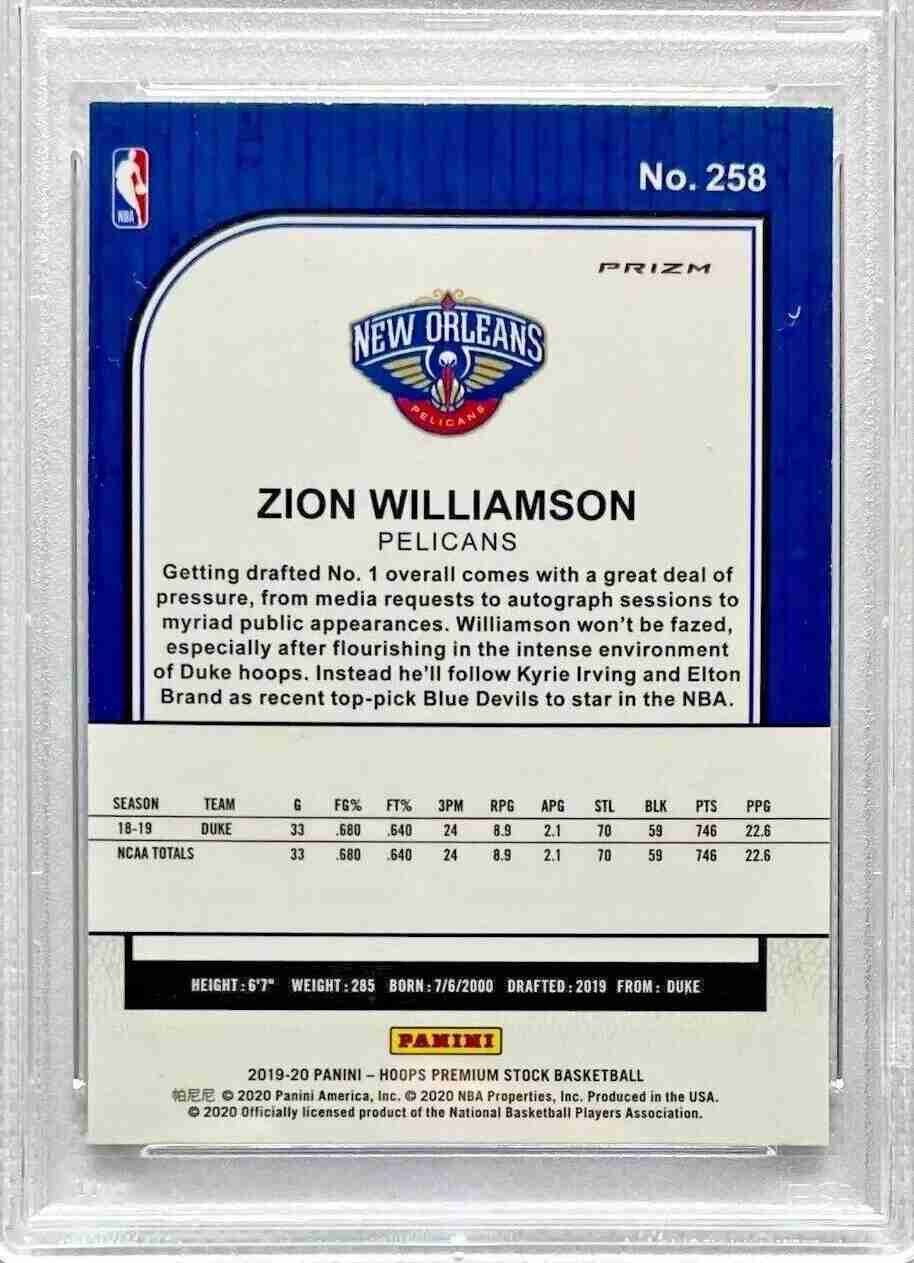 NBA
No. 258
PRIZM
NEW ORLEANS
PELICANS
ZION WILLIAMSON
PELICANS
Getting drafted No. 1 overall comes with a great deal of
pressure, from media requests to autograph sessions to
myriad public appearances. Williamson won't be fazed,
especially after flourishing in the intense environment
of Duke hoops. Instead he'll follow Kyrie Irving and Elton
Brand as recent top-pick Blue Devils to star in the NBA.
SEASON TEAM G FG% FT% 3PM RPG APG STL BLK PTS PPG
18-19 DUKE 33 .680 .640 24 8.9 2.1 70 59 746 22.6
NCAA TOTALS 33 .680 .640 24 8.9 2.1 70 59 746 22.6
HEIGHT: 6'7" WEIGHT: 285 BORN: 7/6/2000 DRAFTED: 2019 FROM: DUKE
PANINI
2019-20 PANINI – HOOPS PREMIUM STOCK BASKETBALL
帕尼尼 © 2020 Panini America, Inc. © 2020 NBA Properties, Inc. Produced in the USA.
© 2020 Officially licensed product of the National Basketball Players Association.